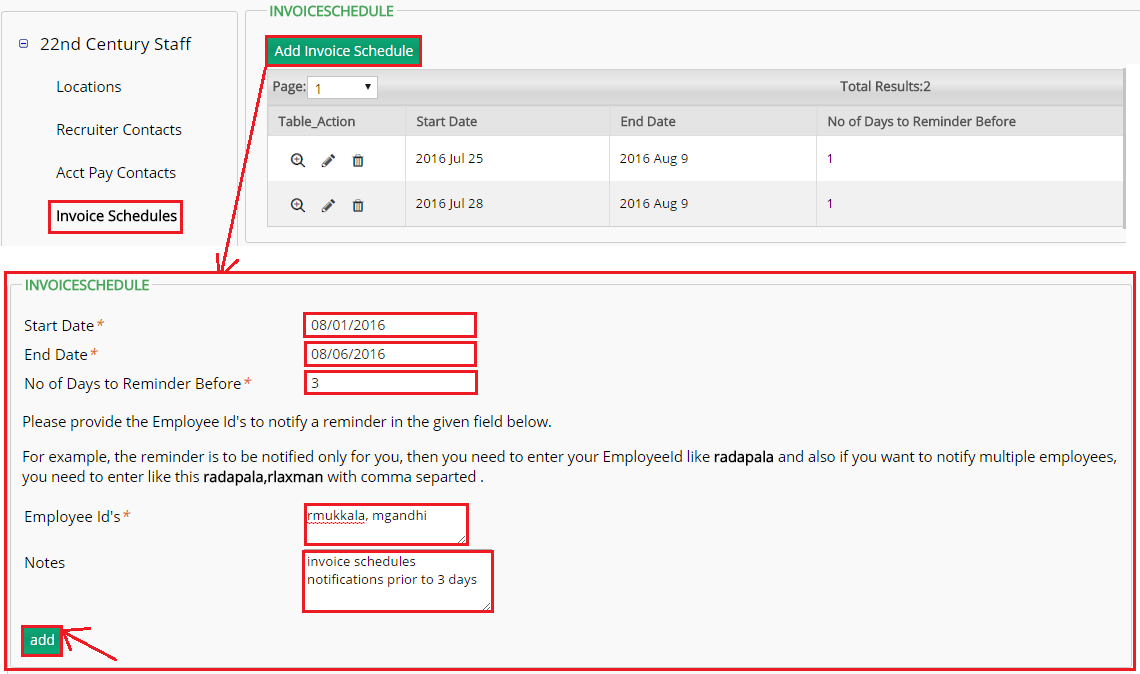 INVOICESCHEDULE
22nd Century Staff
Locations
Recruiter Contacts
Acct Pay Contacts
Invoice Schedules
Add Invoice Schedule
Page: 1
Total Results:2
Table_Action Start Date End Date No of Days to Reminder Before
2016 Jul 25 2016 Aug 9 1
2016 Jul 28 2016 Aug 9 1
INVOICESCHEDULE
Start Date* 08/01/2016
End Date* 08/06/2016
No of Days to Reminder Before* 3
Please provide the Employee Id's to notify a reminder in the given field below.
For example, the reminder is to be notified only for you, then you need to enter your EmployeeId like radapala and also if you want to notify multiple employees,
you need to enter like this radapala,rlaxman with comma separted .
Employee Id's* rmukkala, mgandhi
Notes invoice schedules
notifications prior to 3 days
add